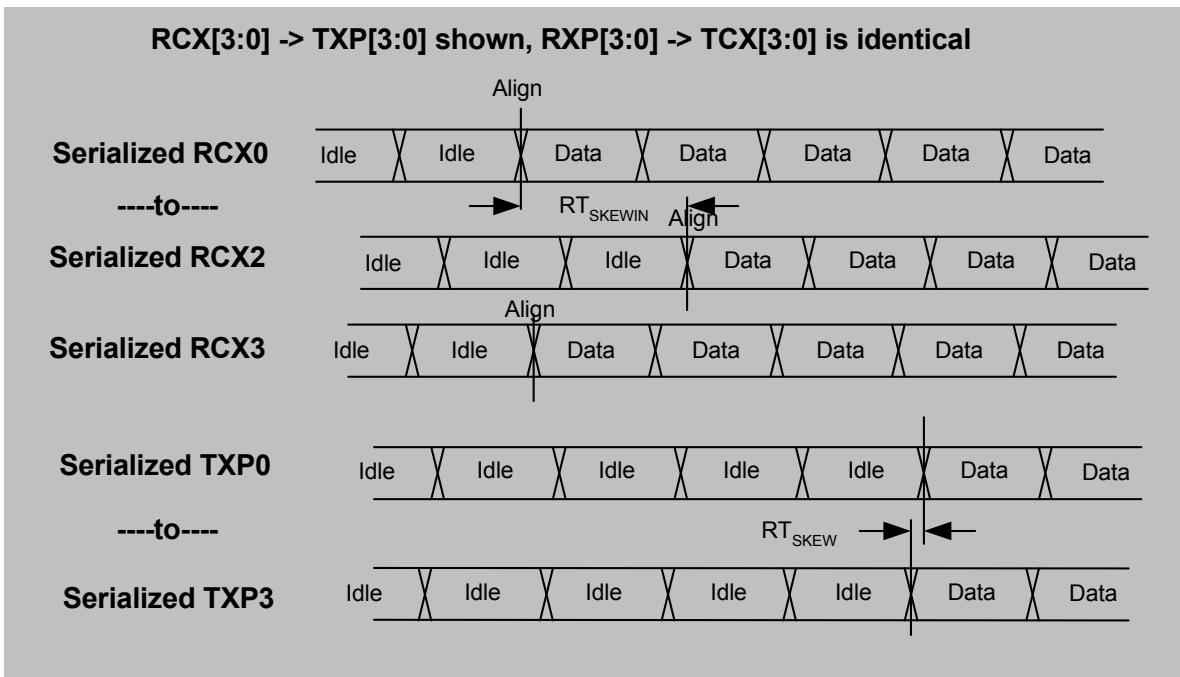 RCX[3:0] -> TXP[3:0] shown, RXP[3:0] -> TCX[3:0] is identical
Align
Serialized RCX0 Idle Idle Data Data Data Data Data
----to---- RT_SKEWIN Align
Serialized RCX2 Idle Idle Idle Data Data Data Data
Align
Serialized RCX3 Idle Idle Data Data Data Data Data
Serialized TXP0 Idle Idle Idle Idle Idle Data Data
----to---- RT_SKEW
Serialized TXP3 Idle Idle Idle Idle Idle Data Data